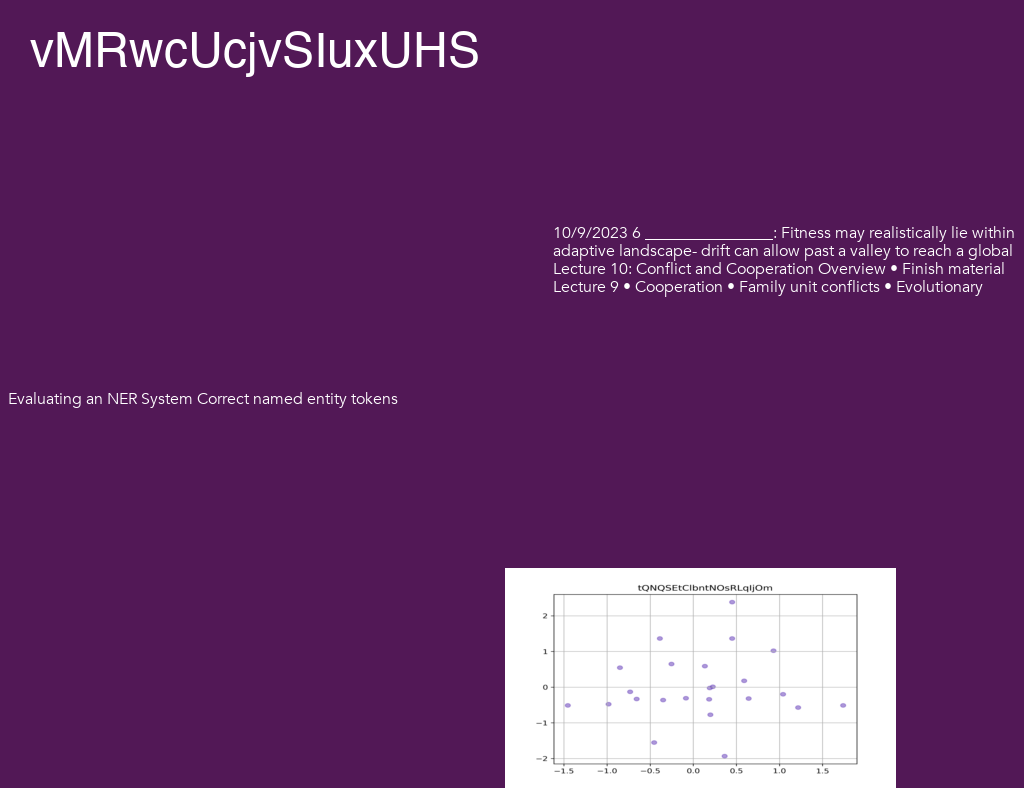 vMRwcUcjvSIuxUHS
10/9/2023 6 ________________: Fitness may realistically lie within
adaptive landscape- drift can allow past a valley to reach a global
Lecture 10: Conflict and Cooperation Overview • Finish material
Lecture 9 • Cooperation • Family unit conflicts • Evolutionary
Evaluating an NER System Correct named entity tokens
tQNQSEtClbntNOsRLqIjOm
2
1
0
−1
−2
−1.5 −1.0 −0.5 0.0 0.5 1.0 1.5